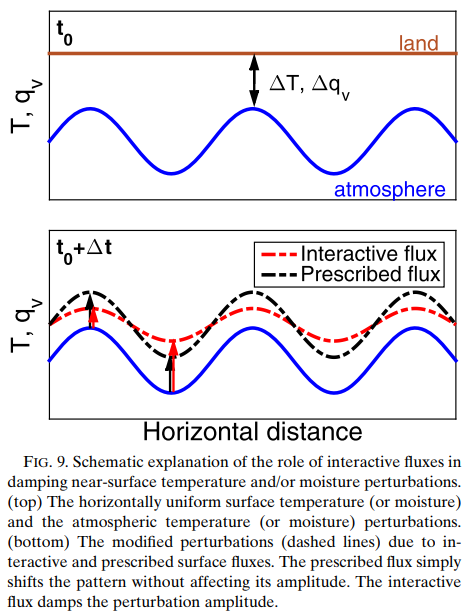 t0
land
ΔT, Δqv
T, qv
atmosphere
t0+Δt
Interactive flux
Prescribed flux
T, qv
Horizontal distance
FIG. 9. Schematic explanation of the role of interactive fluxes in
damping near-surface temperature and/or moisture perturbations.
(top) The horizontally uniform surface temperature (or moisture)
and the atmospheric temperature (or moisture) perturbations.
(bottom) The modified perturbations (dashed lines) due to in-
teractive and prescribed surface fluxes. The prescribed flux simply
shifts the pattern without affecting its amplitude. The interactive
flux damps the perturbation amplitude.